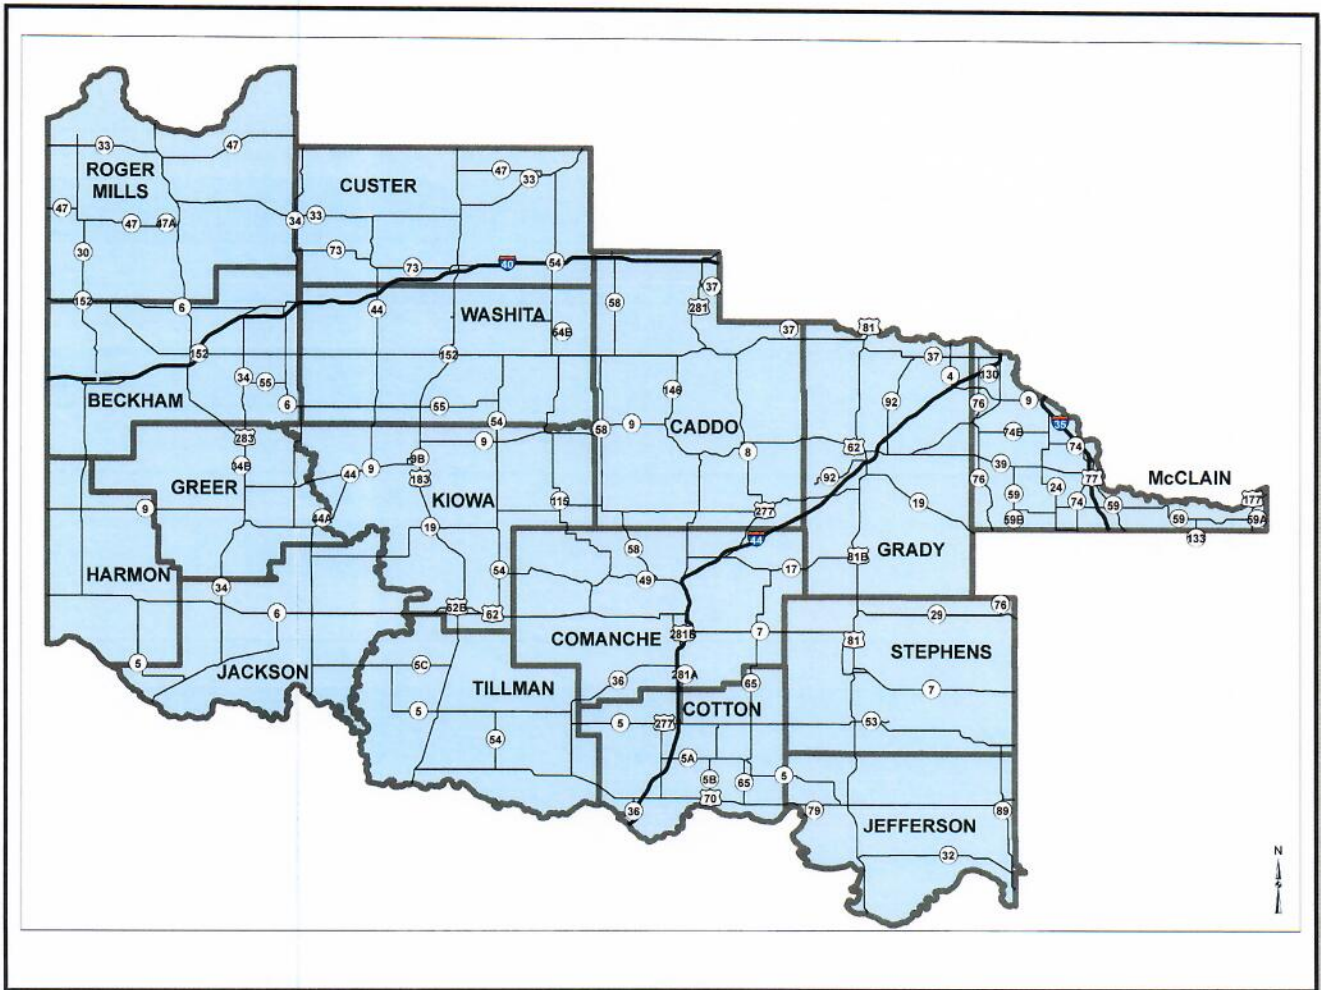 33
47
ROGER
MILLS
CUSTER
47
33
47
47
47A
34
33
30
73
73
40
54
37
152
6
44
58
281
WASHITA
54B
37
81
152
152
37
34
55
4
130
BECKHAM
6
55
146
92
76
9
54
58
9
CADDO
35
283
9
74B
74
9B
8
62
34B
44
9
39
GREER
183
KIOWA
92
76
77
McCLAIN
115
59
24
9
277
19
74
59
177
44A
19
59B
59
59A
58
44
133
81B
GRADY
HARMON
54
49
17
34
62B
62
76
6
29
281B
7
COMANCHE
81
STEPHENS
5
5C
JACKSON
36
281A
65
TILLMAN
7
5
COTTON
5
277
53
54
5A
5B
65
5
70
36
79
89
JEFFERSON
32
N